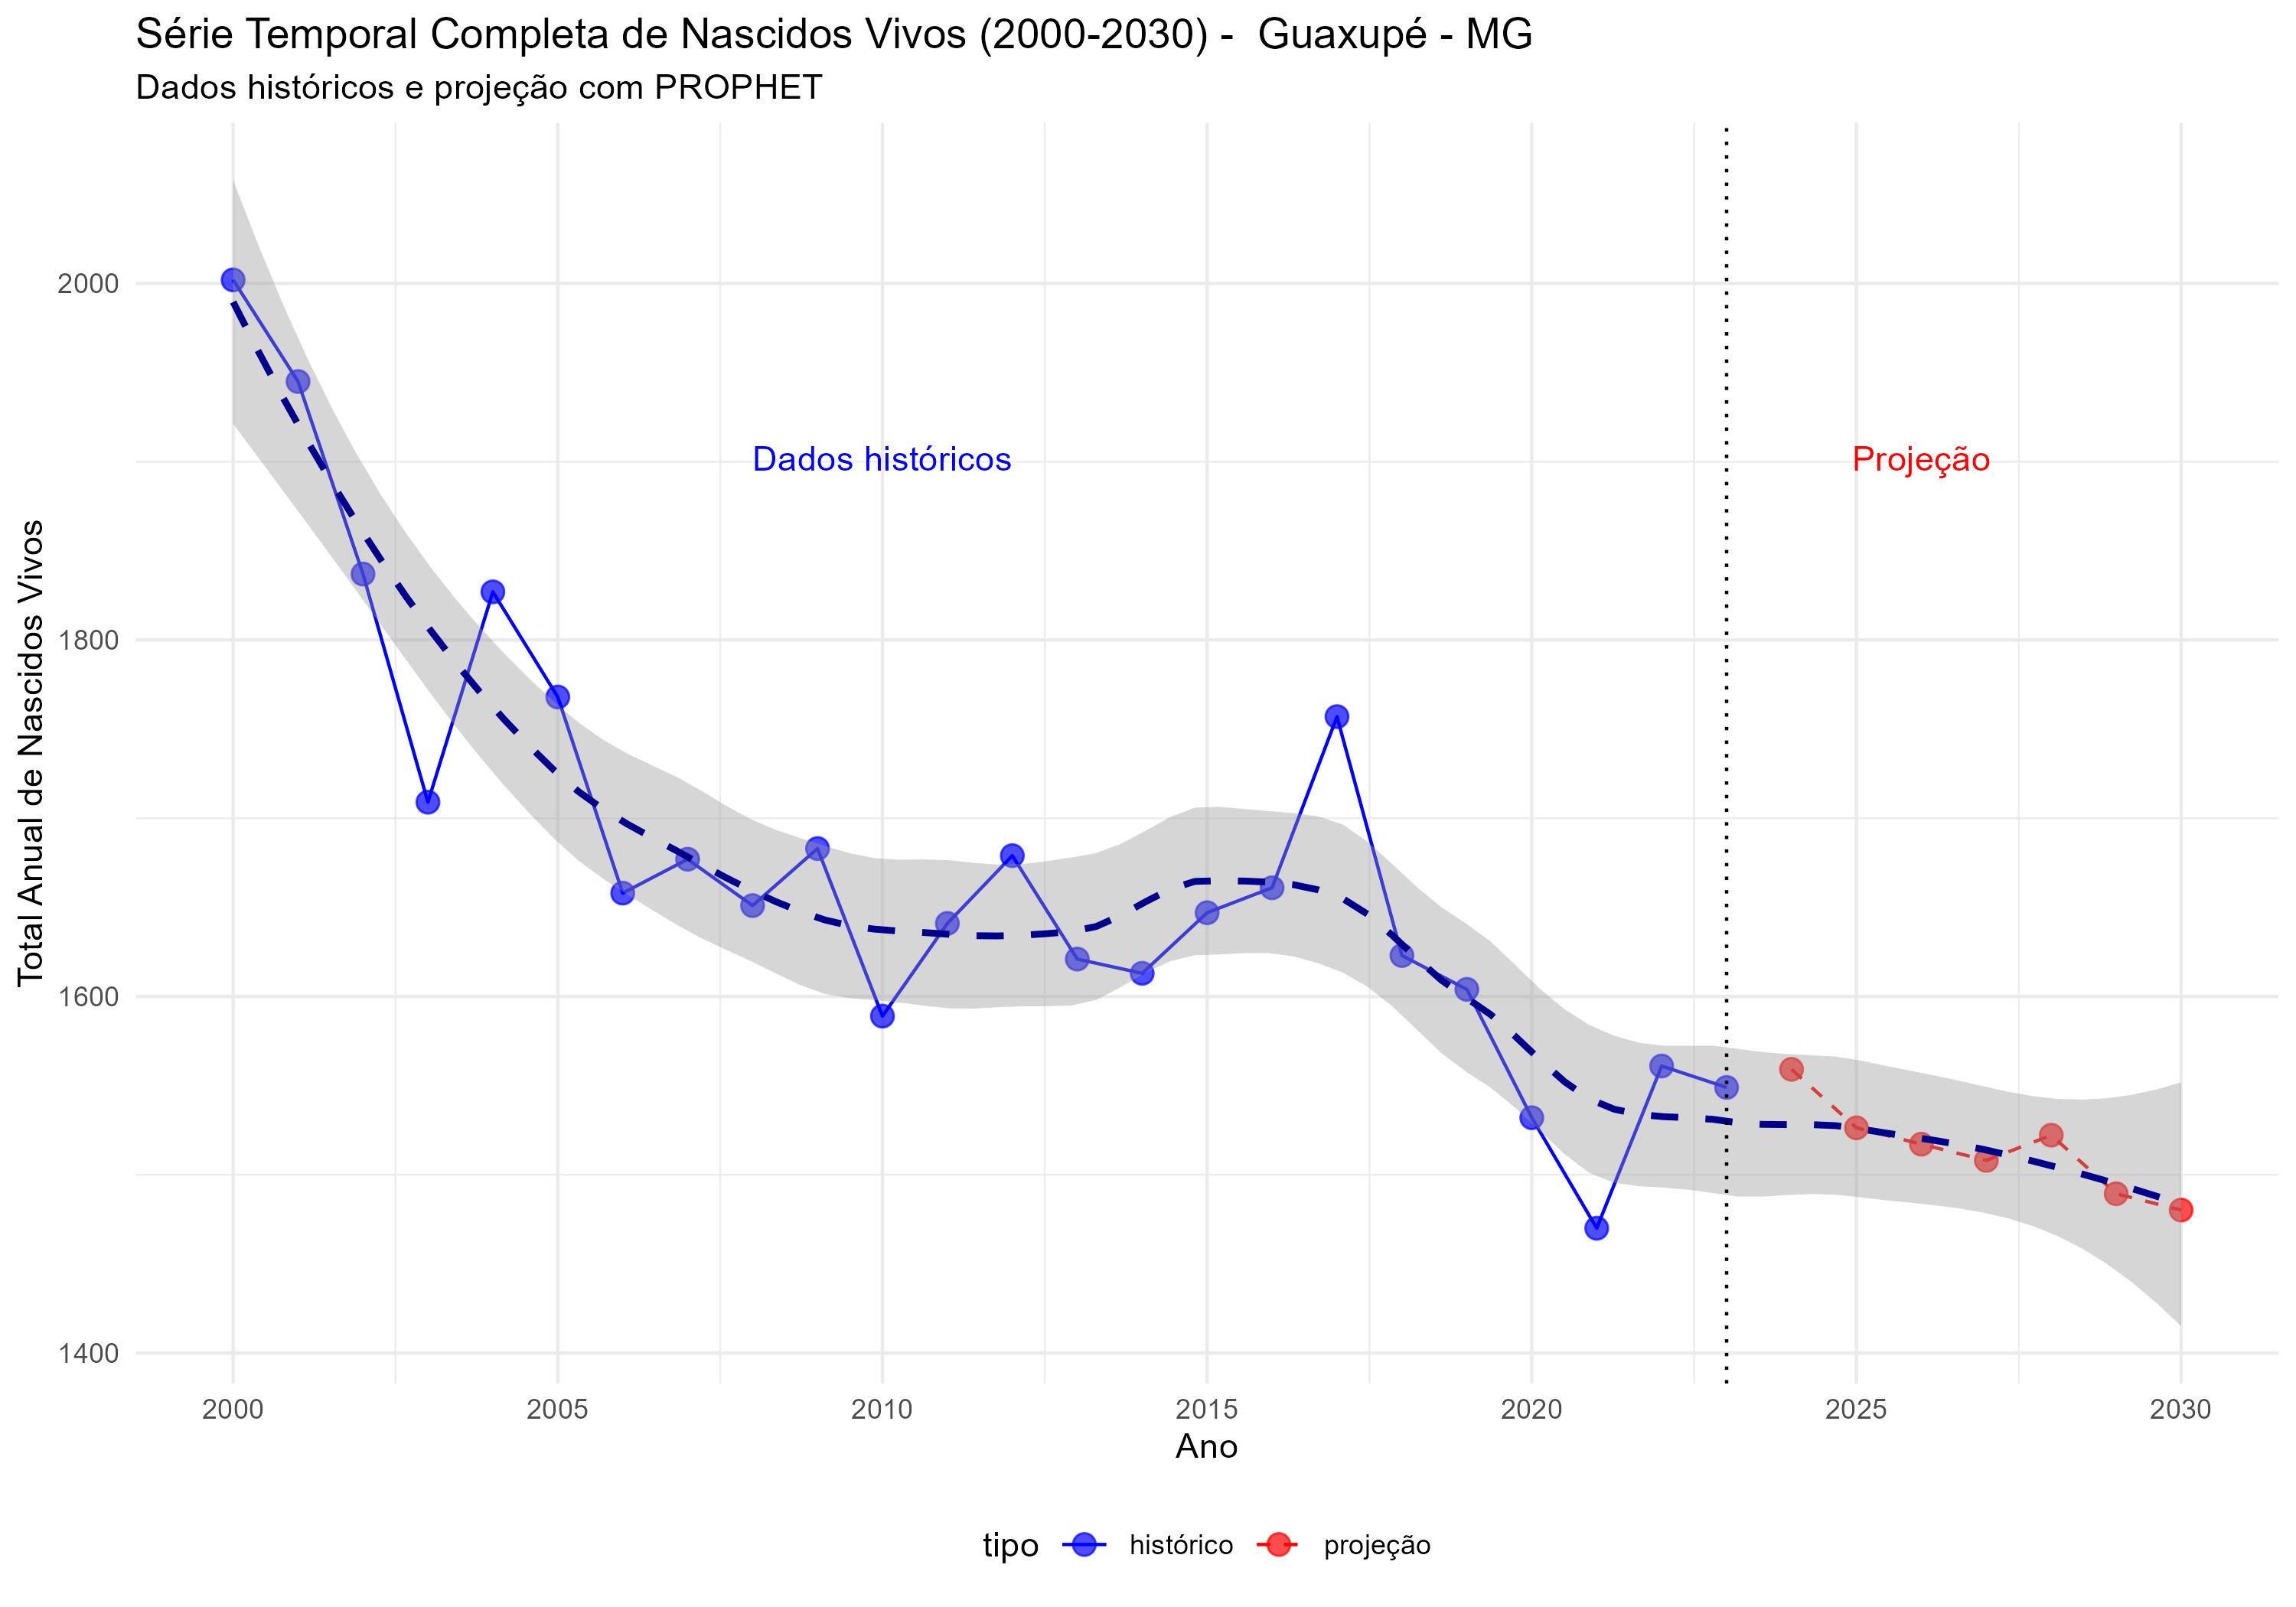 Série Temporal Completa de Nascidos Vivos (2000-2030) -  Guaxupé - MG
Dados históricos e projeção com PROPHET
Total Anual de Nascidos Vivos
2000
1800
1600
1400
Dados históricos
Projeção
2000
2005
2010
2015
2020
2025
2030
Ano
tipo
histórico
projeção